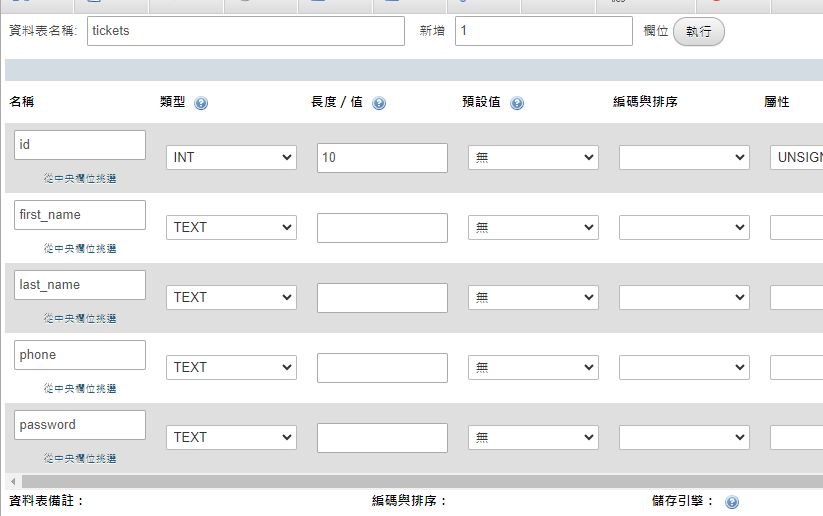 資料表名稱: tickets 新增 1 欄位 執行
名稱 類型 長度 / 值 預設值 編碼與排序 屬性
id INT 10 無 UNSIGN
從中央欄位挑選
first_name TEXT 無
從中央欄位挑選
last_name TEXT 無
從中央欄位挑選
phone TEXT 無
從中央欄位挑選
password TEXT 無
從中央欄位挑選
資料表備註： 編碼與排序： 儲存引擎：